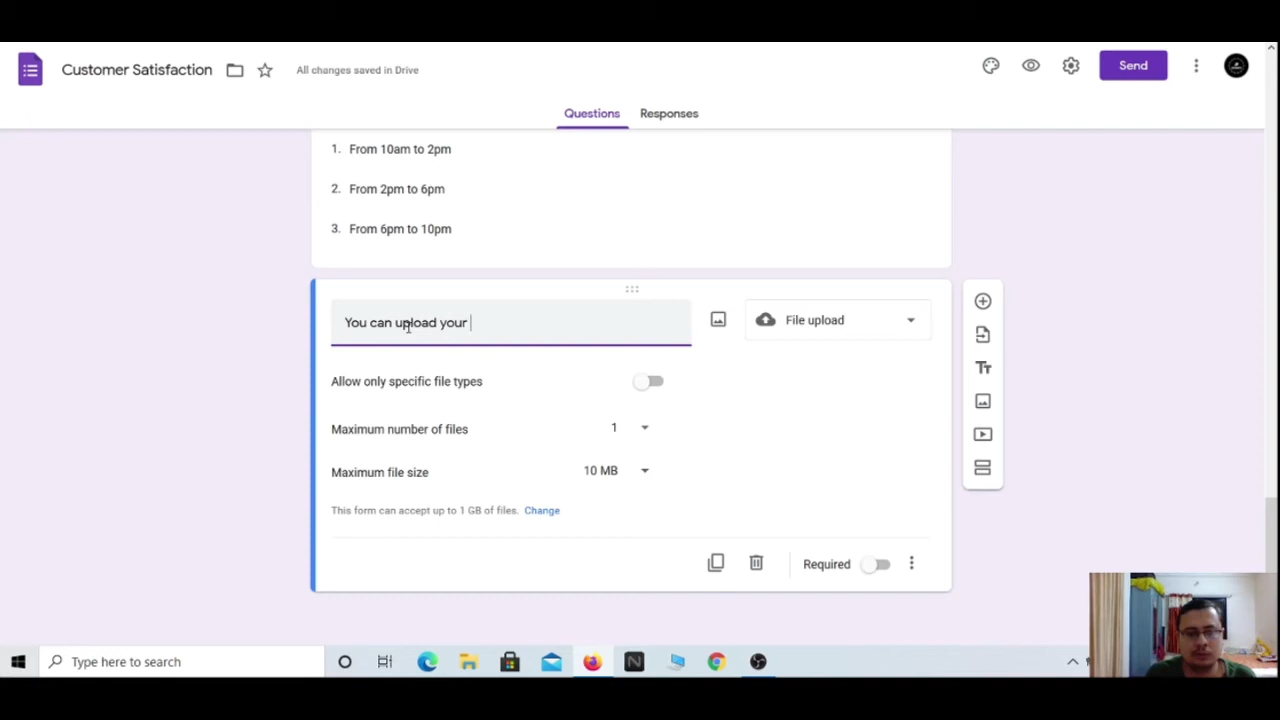 Customer Satisfaction
All changes saved in Drive
Send
Questions
Responses
1. From 10am to 2pm
2. From 2pm to 6pm
3. From 6pm to 10pm
You can upload your
File upload
Allow only specific file types
Maximum number of files
1
Maximum file size
10 MB
This form can accept up to 1 GB of files. Change
Required
Type here to search